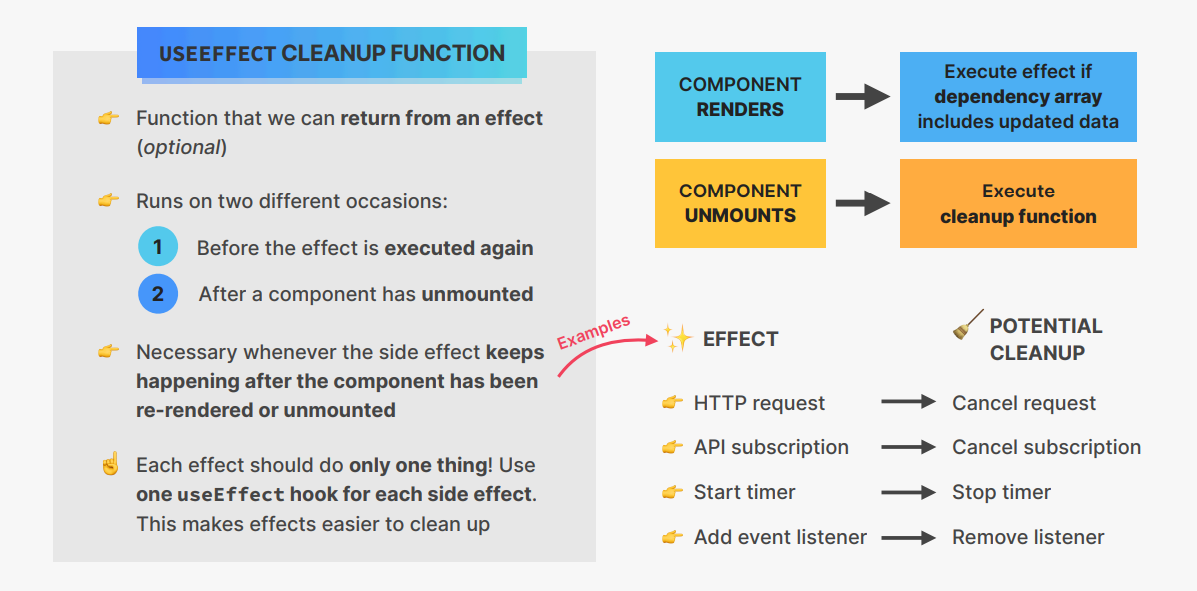 USEEFFECT CLEANUP FUNCTION
Function that we can return from an effect
(optional)
Runs on two different occasions:
1 Before the effect is executed again
2 After a component has unmounted
Necessary whenever the side effect keeps
happening after the component has been
re-rendered or unmounted
Each effect should do only one thing! Use
one useEffect hook for each side effect.
This makes effects easier to clean up
COMPONENT
RENDERS
Execute effect if
dependency array
includes updated data
COMPONENT
UNMOUNTS
Execute
cleanup function
Examples
EFFECT
POTENTIAL
CLEANUP
HTTP request
Cancel request
API subscription
Cancel subscription
Start timer
Stop timer
Add event listener
Remove listener